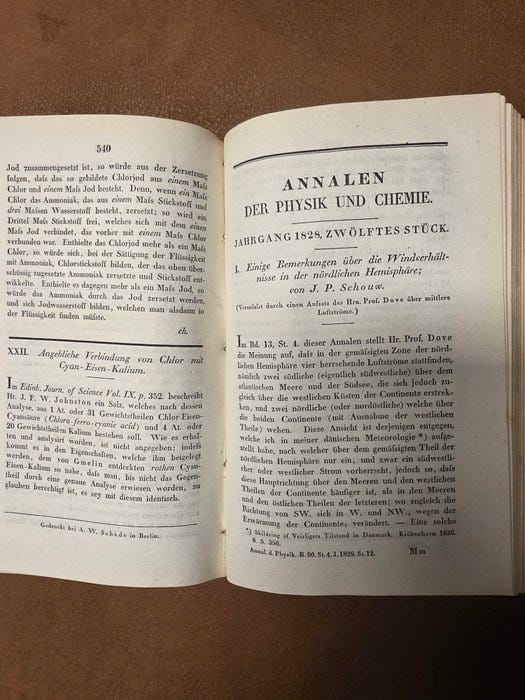 540
Jod zusammengesetzt ist, so würde aus der Zersetzung
folgen, daſs das so gebildete Chlorjod aus einem Maſs
Chlor und einem Maſs Jod besteht. Denn, wenn ein Maſs
Chlor das Ammoniak, das aus einem Maſs Stickstoff und
drei Maſsen Wasserstoff besteht, zersetzt; so wird ein
Drittel Maſs Stickstoff frei, welches sich mit dem einen
Maſs Jod verbindet, das vorher mit einem Maſs Chlor
verbunden war. Enthielte das Chlorjod mehr als ein Maſs
Chlor, so würde sich, bei der Sättigung der Flüssigkeit
mit Ammoniak, Chlorstickstoff bilden, der das oben über-
schüssig zugesetzte Ammoniak zersetzte und Stickstoff ent-
wickelte. Enthielte es dagegen mehr als ein Maſs Jod, so
würde das Ammoniak durch das Jod zersetzt werden,
und sich Jodwasserstoff bilden, welchen man alsdann in
der Flüssigkeit finden müſste.
ch.
XXII. Angebliche Verbindung von Chlor mit
Cyan-Eisen-Kalium.
Im Edinb. Journ. of Science Vol. IX. p. 352. beschreibt
Hr. J. F. W. Johnston ein Salz, welches nach dessen
Analyse, aus 1 At. oder 31 Gewichtstheilen Chlor-Eisen-
Cyansäure (Chloro-ferro-cyanic acid) und 4 At. oder
20 Gewichtstheilen Kalium bestehen soll. Wie es erhal-
ten und analysirt worden, ist nicht angegeben; indeſs
kommt es in den Eigenschaften, welche ihm beigelegt
werden, dem von Gmelin entdeckten rothen Cyan-
Eisen-Kalium so nahe, daſs man, bis nicht das Gegen-
theil durch eine genaue Analyse erwiesen worden, zu
glauben berechtigt ist, es sey mit diesem identisch.
Gedruckt bei A. W. Schade in Berlin.
ANNALEN
DER PHYSIK UND CHEMIE.
JAHRGANG 1828, ZWÖLFTES STÜCK.
I. Einige Bemerkungen über die Windverhält-
nisse in der nördlichen Hemisphäre;
von J. P. Schouw.
(Veranlaſst durch einen Aufsatz des Hrn. Prof. Dove über mittlere
Luftströme.)
Im Bd. 13, St. 4. dieser Annalen stellt Hr. Prof. Dove
die Meinung auf, daſs in der gemäſsigten Zone der nörd-
lichen Hemisphäre vier herrschende Luftströme stattfinden,
nämlich zwei südliche (eigentlich südwestliche) über dem
atlantischen Meere und der Südsee, die sich jedoch zu-
gleich über die westlichen Küsten der Continente erstrek-
ken, und zwei nördliche (oder nordöstliche) welche über
die beiden Continente (mit Ausnahme der westlichen
Theile) wehen. Diese Ansicht ist derjenigen entgegen,
welche ich in meiner dänischen Meteorologie *) aufge-
stellt habe, nach welcher über dem gemäſsigten Theil der
nördlichen Hemisphäre nur ein, und zwar ein südwestli-
cher oder westlicher Strom vorherrscht, jedoch so, daſs
diese Hauptrichtung über den Meeren und den westlichen
Theilen der Continente häufiger ist, als in den Meeren
und den östlichen Theilen der letzteren; wo zugleich die
Richtung von SW. sich in W. und NW., wegen der
Erwärmung der Continente, verändert. — Eine solche
*) Skildring af Veirligets Tilstand in Danmark, Kiöbenhavn 1826.
8. S. 356.
Annal. d. Physik. B. 90. St. 4. J. 1828. St. 12. Mm